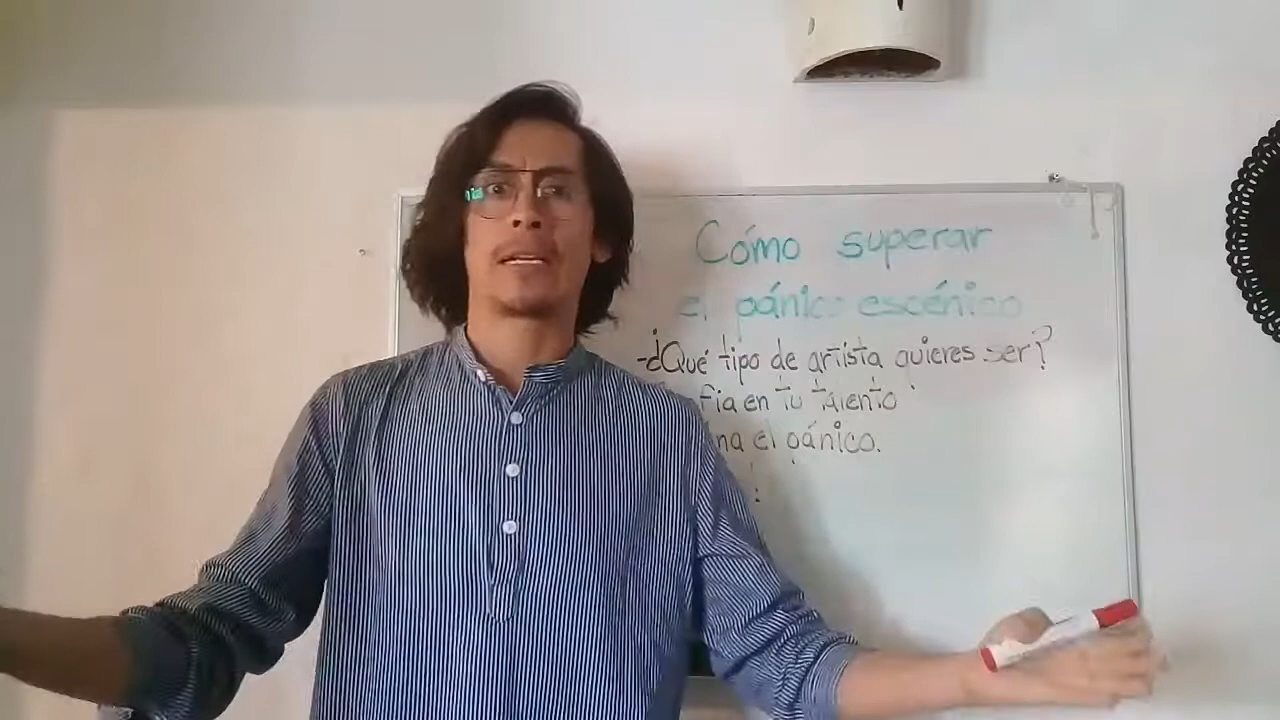 Cómo superar
el pánico escénico
-¿Qué tipo de artista quieres ser?
fía en tu talento
na el pánico.
: